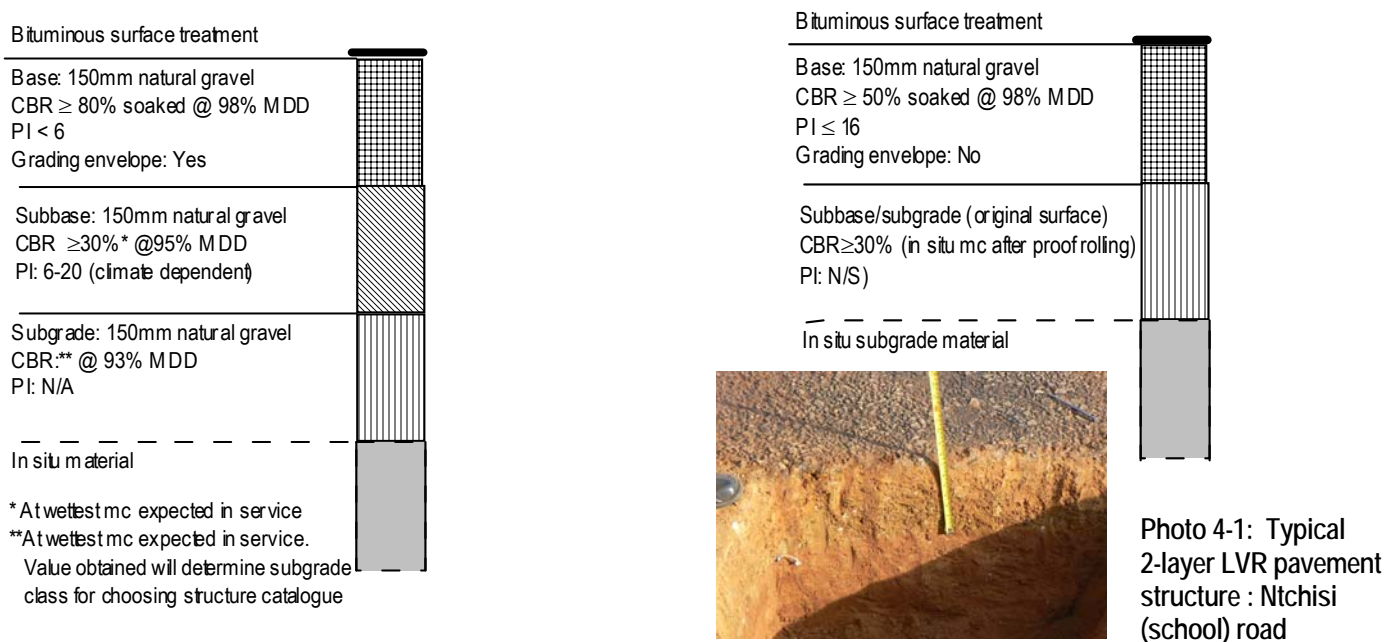 Bituminous surface treatment
Base: 150mm natural gravel
CBR ≥ 80% soaked @ 98% MDD
PI < 6
Grading envelope: Yes
Subbase: 150mm natural gravel
CBR ≥30%* @95% MDD
PI: 6-20 (climate dependent)
Subgrade: 150mm natural gravel
CBR:** @ 93% MDD
PI: N/A
In situ material
* At wettest mc expected in service
**At wettest mc expected in service.
Value obtained will determine subgrade
class for choosing structure catalogue
Bituminous surface treatment
Base: 150mm natural gravel
CBR ≥ 50% soaked @ 98% MDD
PI ≤ 16
Grading envelope: No
Subbase/subgrade (original surface)
CBR≥30% (in situ mc after proof rolling)
PI: N/S)
In situ subgrade material
Photo 4-1: Typical
2-layer LVR pavement
structure : Ntchisi
(school) road